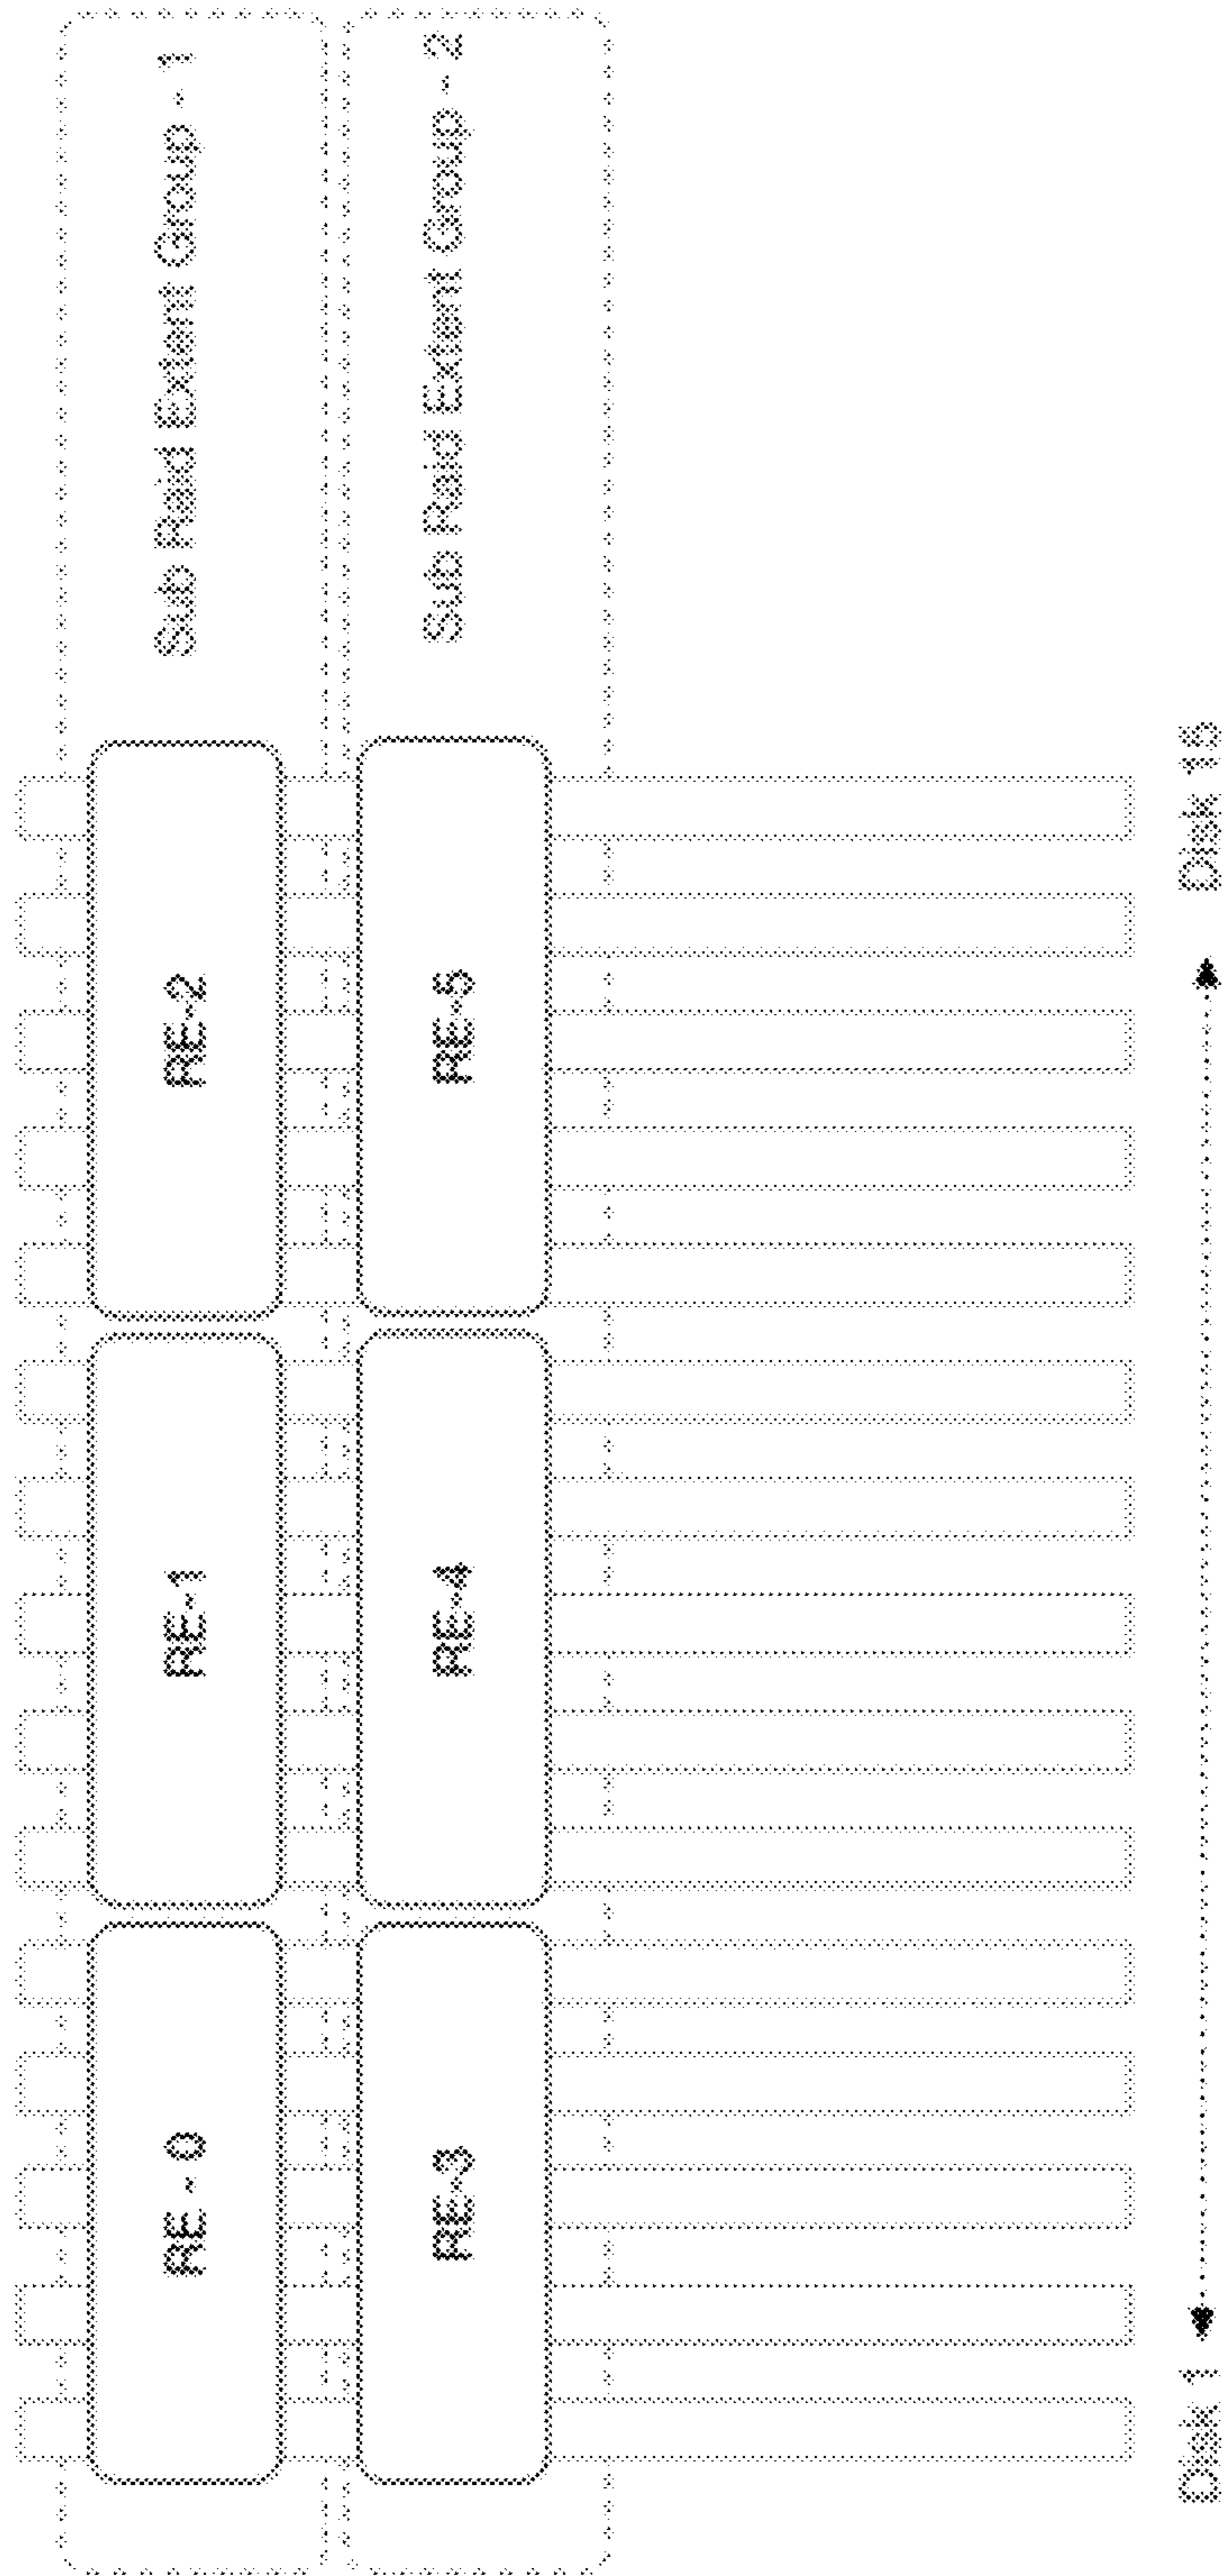 RE - 0
RE-1
RE-2
Sub Raid Extent Group - 1
RE-3
RE-4
RE-5
Sub Raid Extent Group - 2
Disk 1
Disk 15